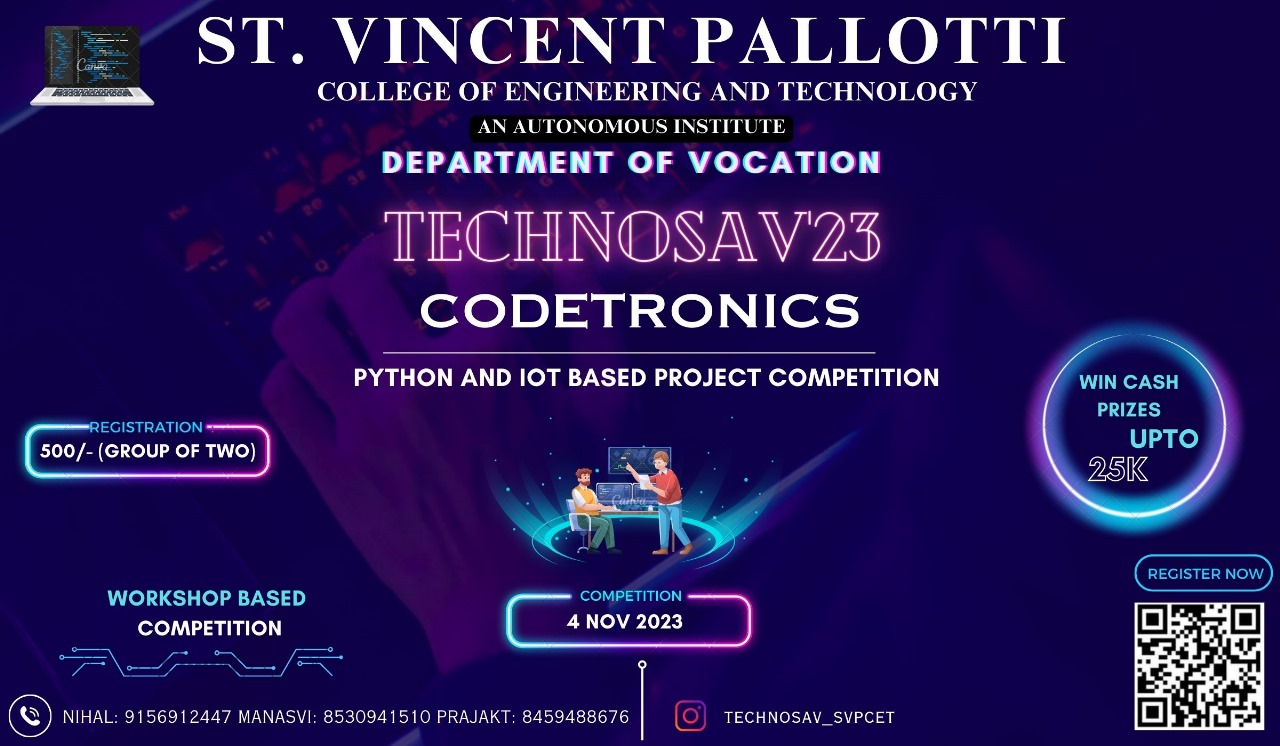 ST. VINCENT PALLOTTI
COLLEGE OF ENGINEERING AND TECHNOLOGY
AN AUTONOMOUS INSTITUTE
DEPARTMENT OF VOCATION
TECHNOSAV'23
CODETRONICS
PYTHON AND IOT BASED PROJECT COMPETITION
WIN CASH
PRIZES
UPTO
25K
REGISTRATION
500/- (GROUP OF TWO)
Canva
Canva
WORKSHOP BASED
COMPETITION
COMPETITION
4 NOV 2023
REGISTER NOW
NIHAL: 9156912447 MANASVI: 8530941510 PRAJAKT: 8459488676
TECHNOSAV_SVPCET